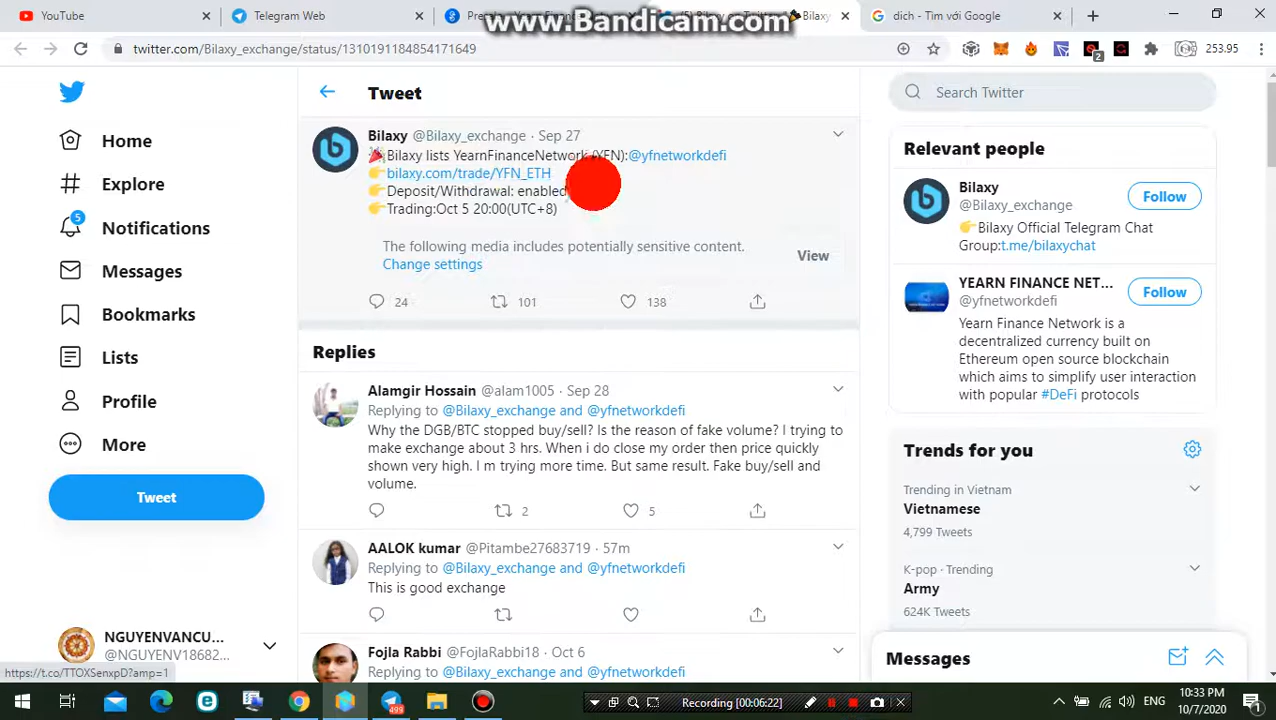 YouTube
Telegram Web
www.Bandicam.com
Bilaxy
dich - Tìm với Google
twitter.com/Bilaxy_exchange/status/1310191184854171649
2
253.95
Home
Explore
5
Notifications
Messages
Bookmarks
Lists
Profile
More
Tweet
NGUYENVANCU...
@NGUYENV18682...
Tweet
Bilaxy @Bilaxy_exchange · Sep 27
Bilaxy lists YearnFinanceNetwork (YFN):@yfnetworkdefi
bilaxy.com/trade/YFN_ETH
Deposit/Withdrawal: enabled
Trading:Oct 5 20:00(UTC+8)
The following media includes potentially sensitive content.
Change settings
View
24 101 138
Replies
Alamgir Hossain @alam1005 · Sep 28
Replying to @Bilaxy_exchange and @yfnetworkdefi
Why the DGB/BTC stopped buy/sell? Is the reason of fake volume? I trying to
make exchange about 3 hrs. When i do close my order then price quickly
shown very high. I m trying more time. But same result. Fake buy/sell and
volume.
2 5
AALOK kumar @Pitambe27683719 · 57m
Replying to @Bilaxy_exchange and @yfnetworkdefi
This is good exchange
Fojla Rabbi @FojlaRabbi18 · Oct 6
Replying to @Bilaxy_exchange and @yfnetworkdefi
Search Twitter
Relevant people
Bilaxy
@Bilaxy_exchange
Follow
Bilaxy Official Telegram Chat
Group:t.me/bilaxychat
YEARN FINANCE NET...
@yfnetworkdefi
Follow
Yearn Finance Network is a
decentralized currency built on
Ethereum open source blockchain
which aims to simplify user interaction
with popular #DeFi protocols
Trends for you
Trending in Vietnam
Vietnamese
4,799 Tweets
K-pop · Trending
Army
624K Tweets
Messages
https://t.co/TTOXSenxpD?amp=1
499
Recording [00:06:22]
ENG
10:33 PM
10/7/2020
1